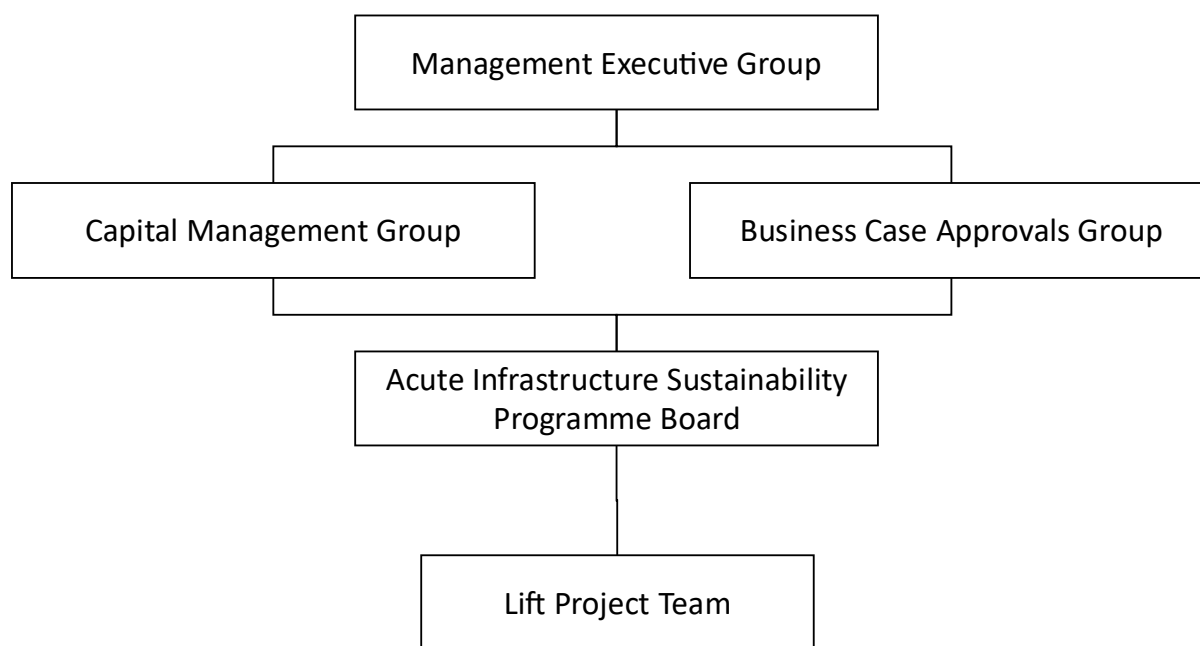 Management Executive Group
Capital Management Group
Business Case Approvals Group
Acute Infrastructure Sustainability
Programme Board
Lift Project Team